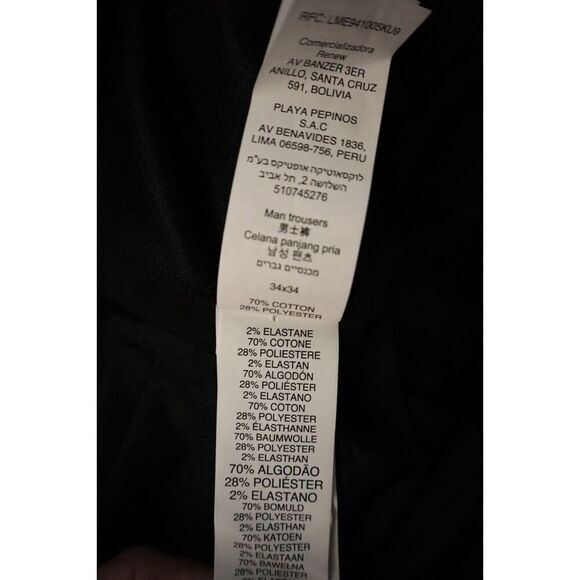 RFC: LME941005KU9
Comercializadora
Renew
AV BANZER 3ER
ANILLO, SANTA CRUZ
591, BOLIVIA
PLAYA PEPINOS
S.A.C
AV BENAVIDES 1836,
LIMA 06598-756, PERU
לוקסאוטיקה אופטיקס בע"מ
השלושה 2, תל אביב
510745276
Man trousers
男士裤
Celana panjang pria
남성 팬츠
מכנסיים גברים
34x34
70% COTTON
28% POLYESTER
2% ELASTANE
70% COTONE
28% POLIESTERE
2% ELASTAN
70% ALGODÓN
28% POLIÉSTER
2% ELASTANO
70% COTON
28% POLYESTER
2% ÉLASTHANNE
70% BAUMWOLLE
28% POLYESTER
2% ELASTHAN
70% ALGODÃO
28% POLIÉSTER
2% ELASTANO
70% BOMULD
28% POLYESTER
2% ELASTHAN
70% KATOEN
28% POLYESTER
2% ELASTAAN
70% BAWEŁNA
28% POLIESTER